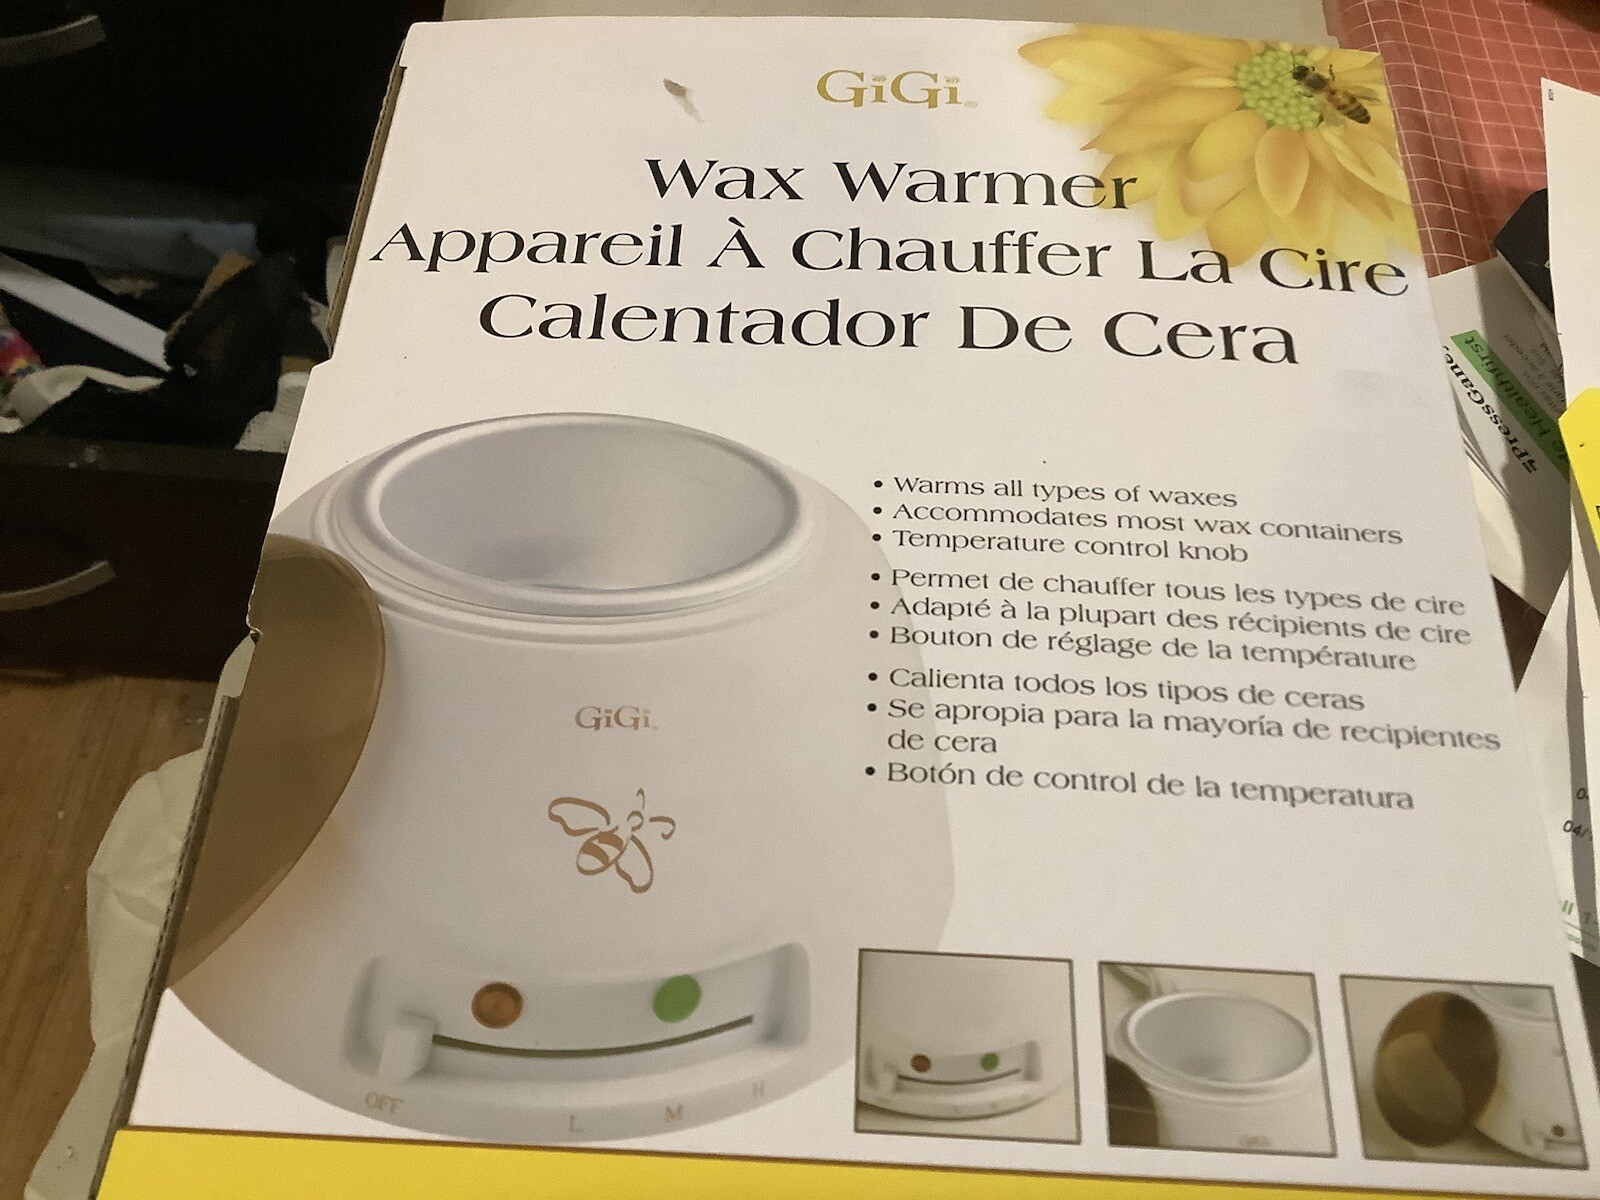 GiGi®
Wax Warmer
Appareil À Chauffer La Cire
Calentador De Cera
• Warms all types of waxes
• Accommodates most wax containers
• Temperature control knob
• Permet de chauffer tous les types de cire
• Adapté à la plupart des récipients de cire
• Bouton de réglage de la température
• Calienta todos los tipos de ceras
• Se apropia para la mayoría de recipientes
de cera
• Botón de control de la temperatura
GiGi
OFF
L
M
H
Healthfirst
04/